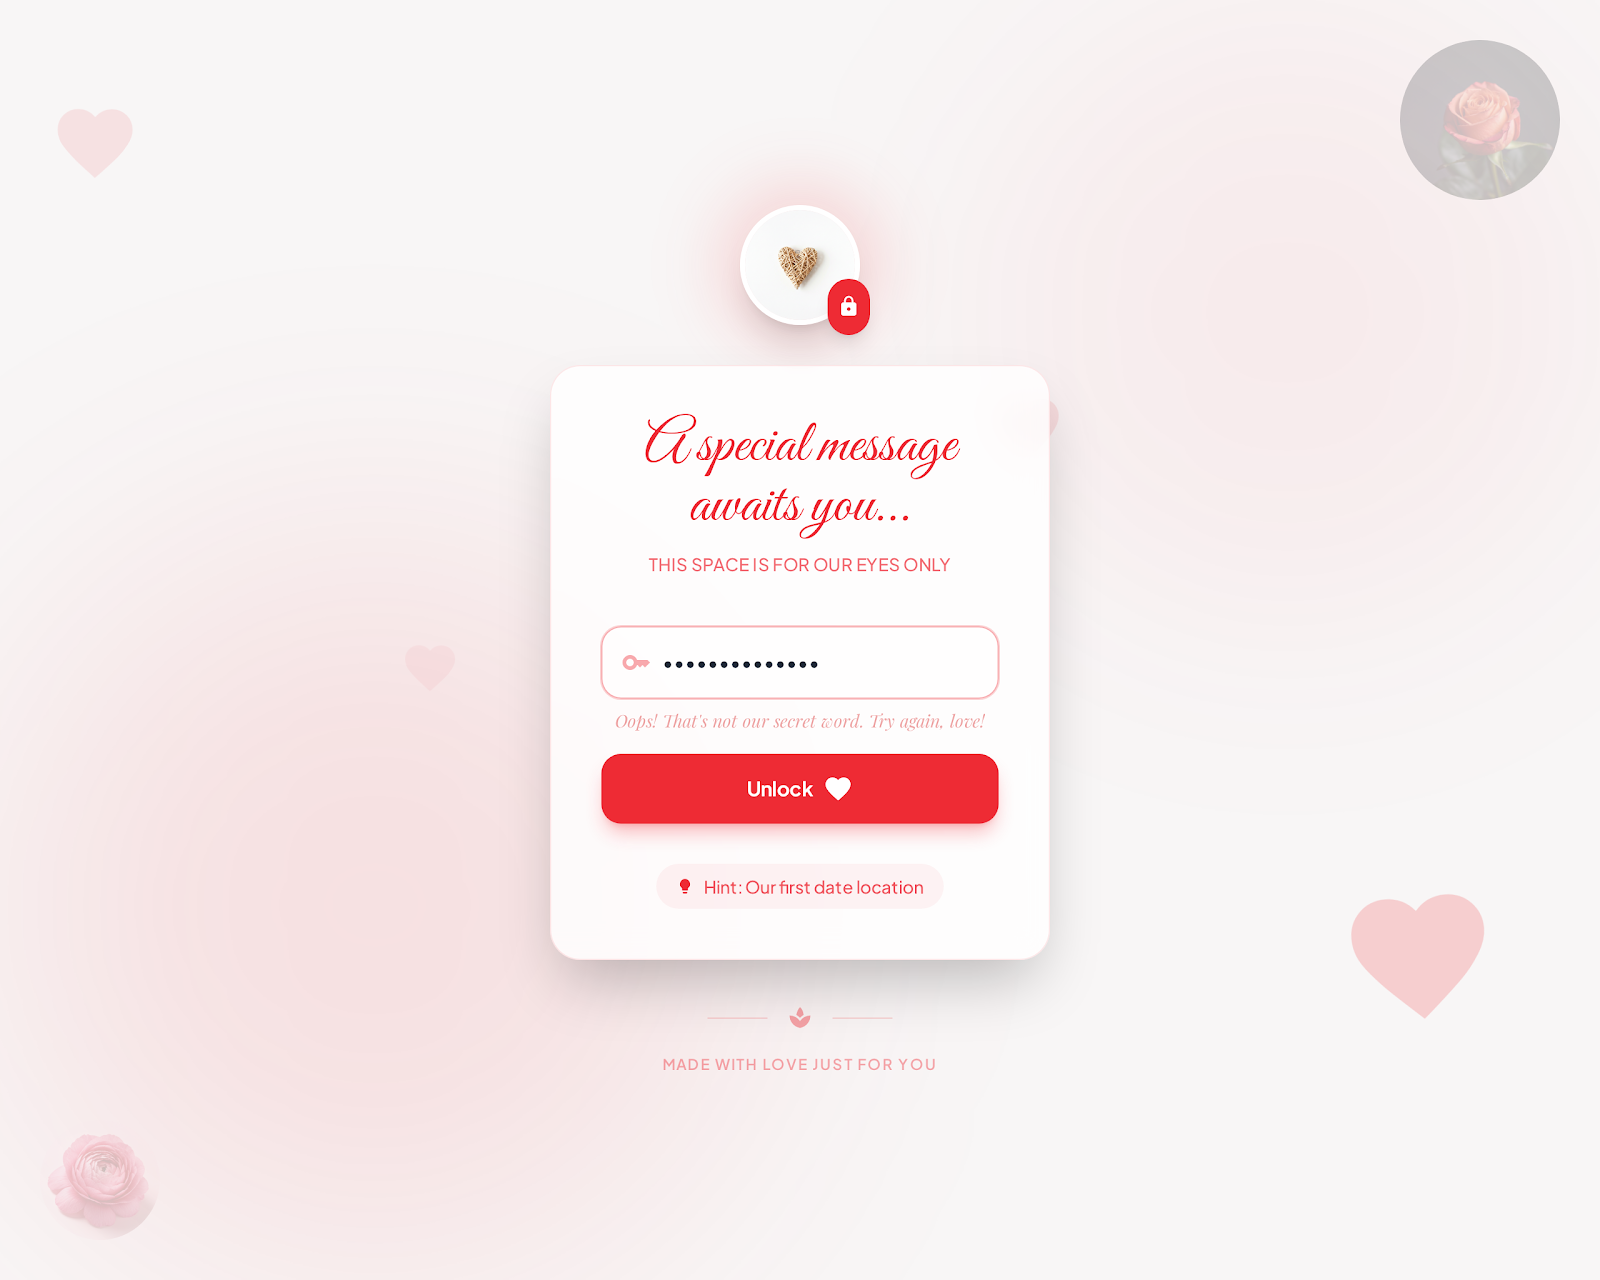 A special message
awaits you...
THIS SPACE IS FOR OUR EYES ONLY
••••••••••••••
Oops! That's not our secret word. Try again, love!
Unlock
Hint: Our first date location
MADE WITH LOVE JUST FOR YOU